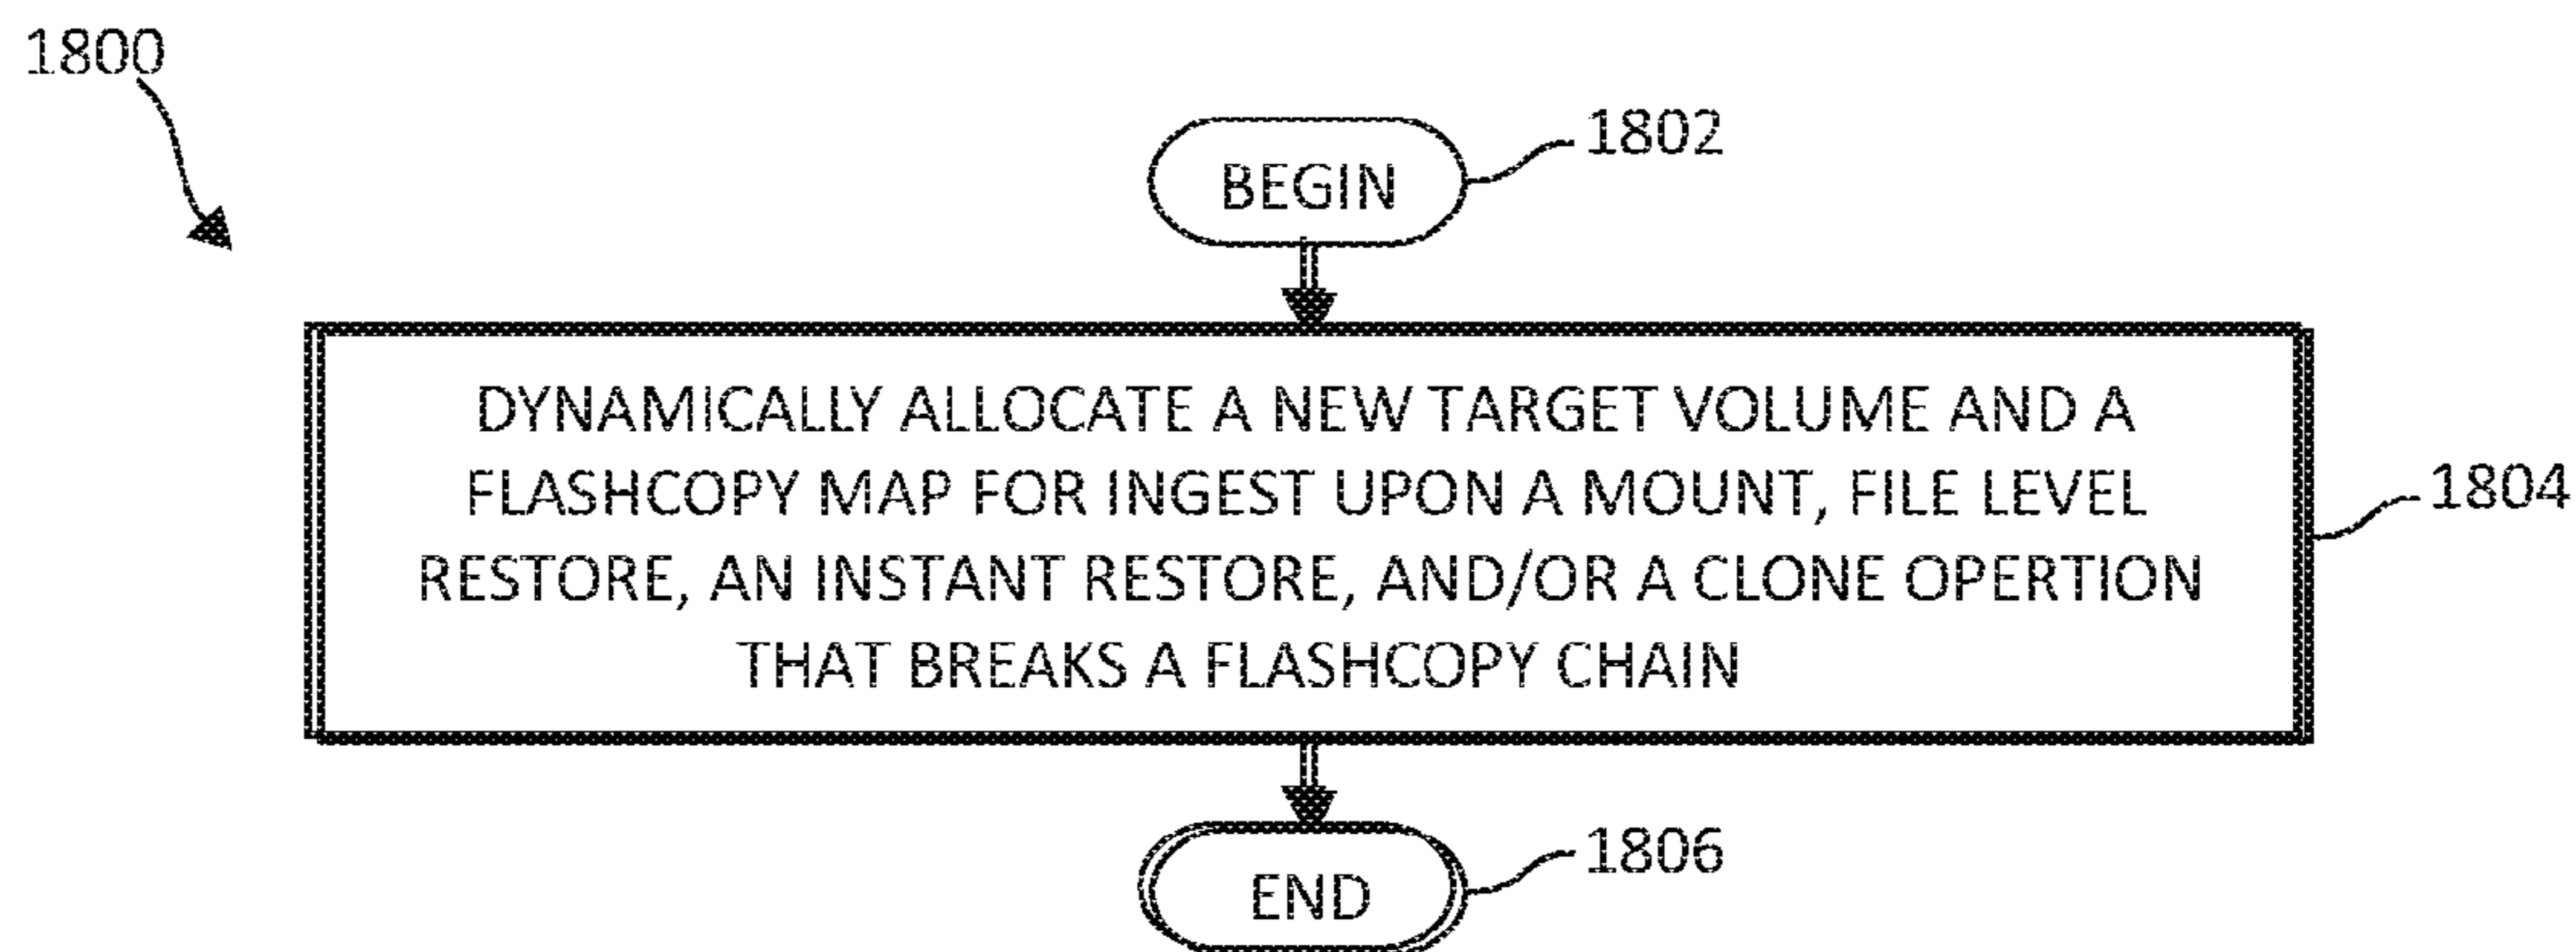 1800
1802
BEGIN
DYNAMICALLY ALLOCATE A NEW TARGET VOLUME AND A
FLASHCOPY MAP FOR INGEST UPON A MOUNT, FILE LEVEL
RESTORE, AN INSTANT RESTORE, AND/OR A CLONE OPERTION
THAT BREAKS A FLASHCOPY CHAIN
1804
1806
END